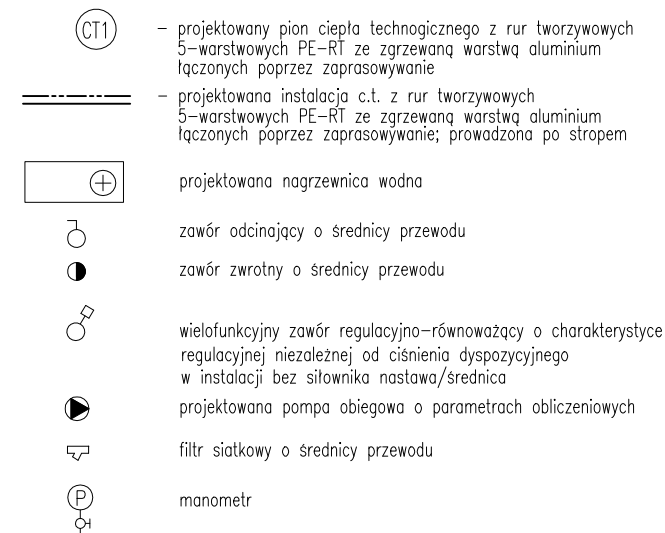 CT1 – projektowany pion ciepła technogicznego z rur tworzywowych
5–warstwowych PE–RT ze zgrzewaną warstwą aluminium
łączonych poprzez zaprasowywanie
– projektowana instalacja c.t. z rur tworzywowych
5–warstwowych PE–RT ze zgrzewaną warstwą aluminium
łączonych poprzez zaprasowywanie; prowadzona po stropem
projektowana nagrzewnica wodna
zawór odcinający o średnicy przewodu
zawór zwrotny o średnicy przewodu
wielofunkcyjny zawór regulacyjno–równoważący o charakterystyce
regulacyjnej niezależnej od ciśnienia dyspozycyjnego
w instalacji bez siłownika nastawa/średnica
projektowana pompa obiegowa o parametrach obliczeniowych
filtr siatkowy o średnicy przewodu
P manometr